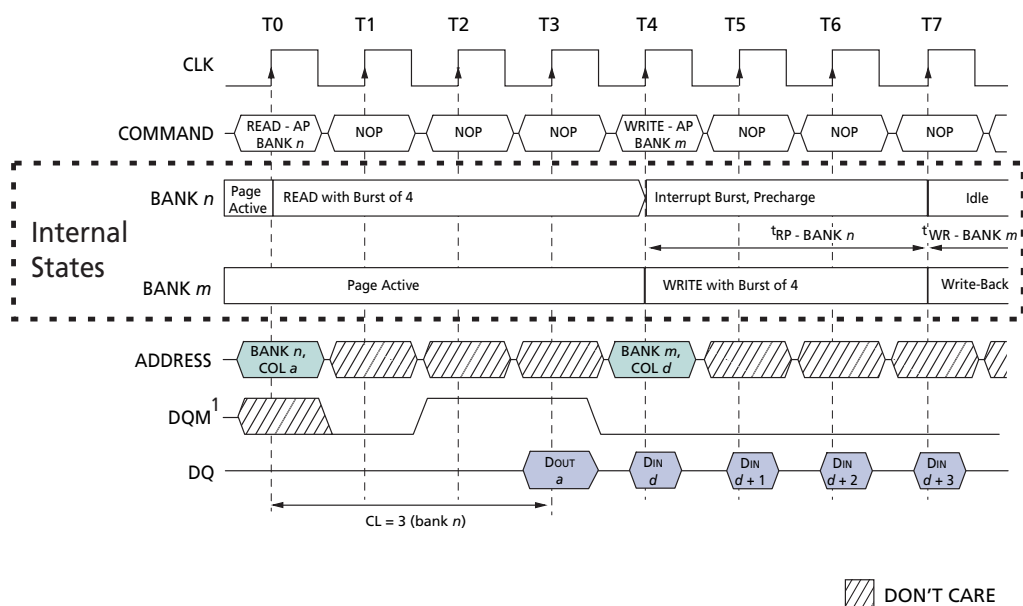 T0 T1 T2 T3 T4 T5 T6 T7
CLK
COMMAND
READ - AP
BANK n
NOP
NOP
NOP
WRITE - AP
BANK m
NOP
NOP
NOP
Internal
States
BANK n
Page
Active
READ with Burst of 4
Interrupt Burst, Precharge
Idle
tRP - BANK n
tWR - BANK m
BANK m
Page Active
WRITE with Burst of 4
Write-Back
ADDRESS
BANK n,
COL a
BANK m,
COL d
DQM1
DQ
DOUT
a
DIN
d
DIN
d + 1
DIN
d + 2
DIN
d + 3
CL = 3 (bank n)
DON'T CARE